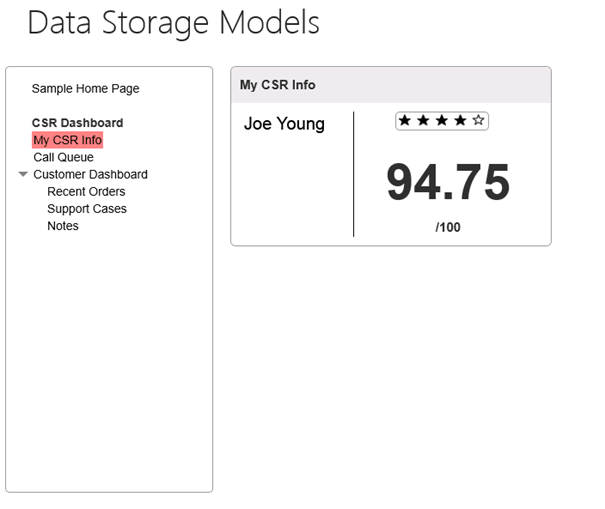 Data Storage Models
Sample Home Page
CSR Dashboard
My CSR Info
Call Queue
Customer Dashboard
Recent Orders
Support Cases
Notes
My CSR Info
Joe Young
94.75
/100